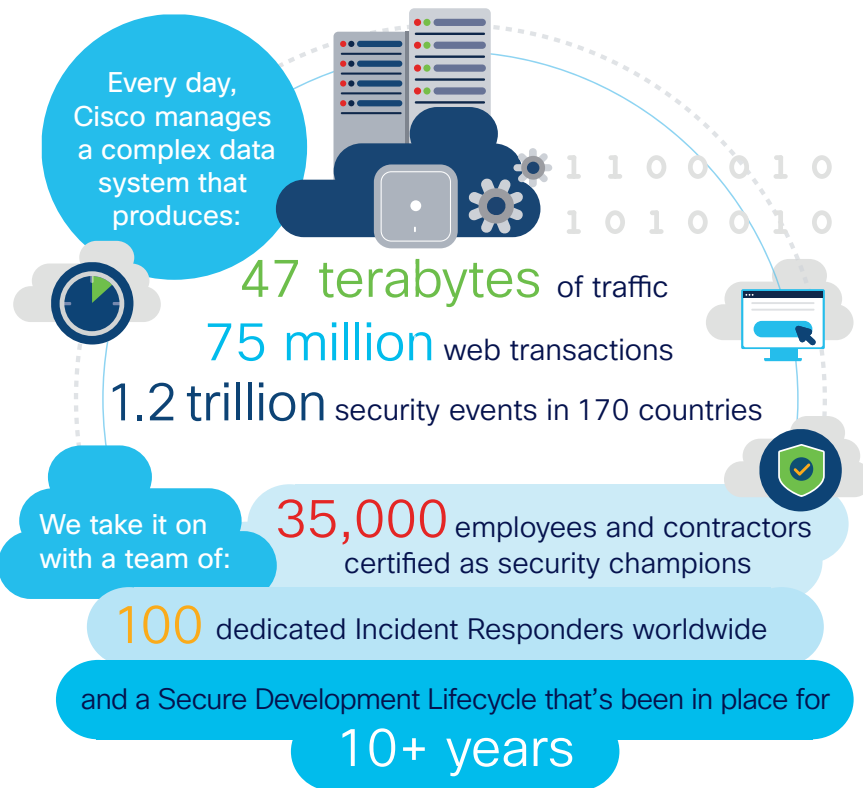 Every day,
Cisco manages
a complex data
system that
produces:
1 1 0 0 0 1 0
1 0 1 0 0 1 0
47 terabytes of traffic
75 million web transactions
1.2 trillion security events in 170 countries
We take it on
with a team of:
35,000 employees and contractors
certified as security champions
100 dedicated Incident Responders worldwide
and a Secure Development Lifecycle that's been in place for
10+ years